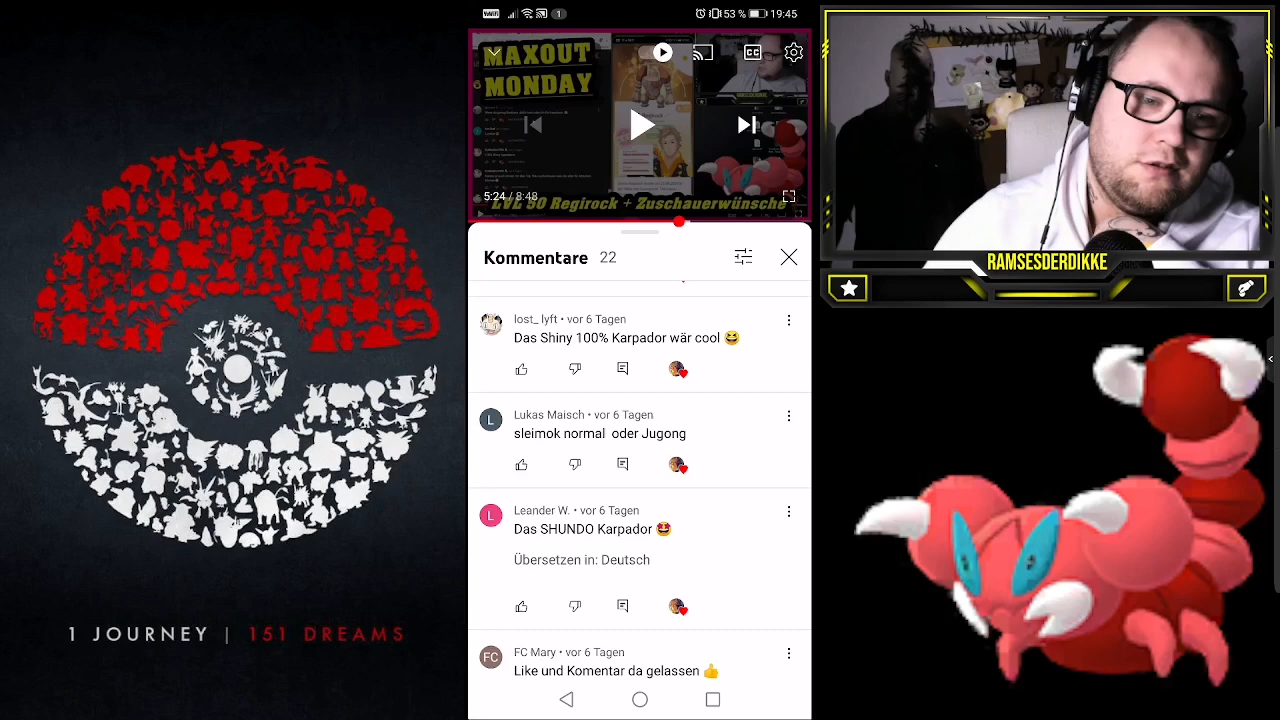 1 JOURNEY | 151 DREAMS
VoWiFi
1
53 %
19:45
MAXOUT
MONDAY
CC
5:24 / 8:48
LVL 50 Regirock + Zuschauerwünsche
Kommentare 22
lost_lyft • vor 6 Tagen
Das Shiny 100% Karpador wär cool 😆
L
Lukas Maisch • vor 6 Tagen
sleimok normal oder Jugong
L
Leander W. • vor 6 Tagen
Das SHUNDO Karpador 🤩
Übersetzen in: Deutsch
FC
FC Mary • vor 6 Tagen
Like und Komentar da gelassen 👍
RAMSESDERDIKKE